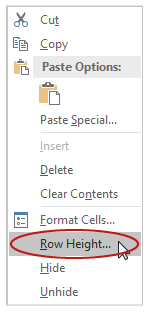 Cut
Copy
Paste Options:
Paste Special...
Insert
Delete
Clear Contents
Format Cells...
Row Height...
Hide
Unhide